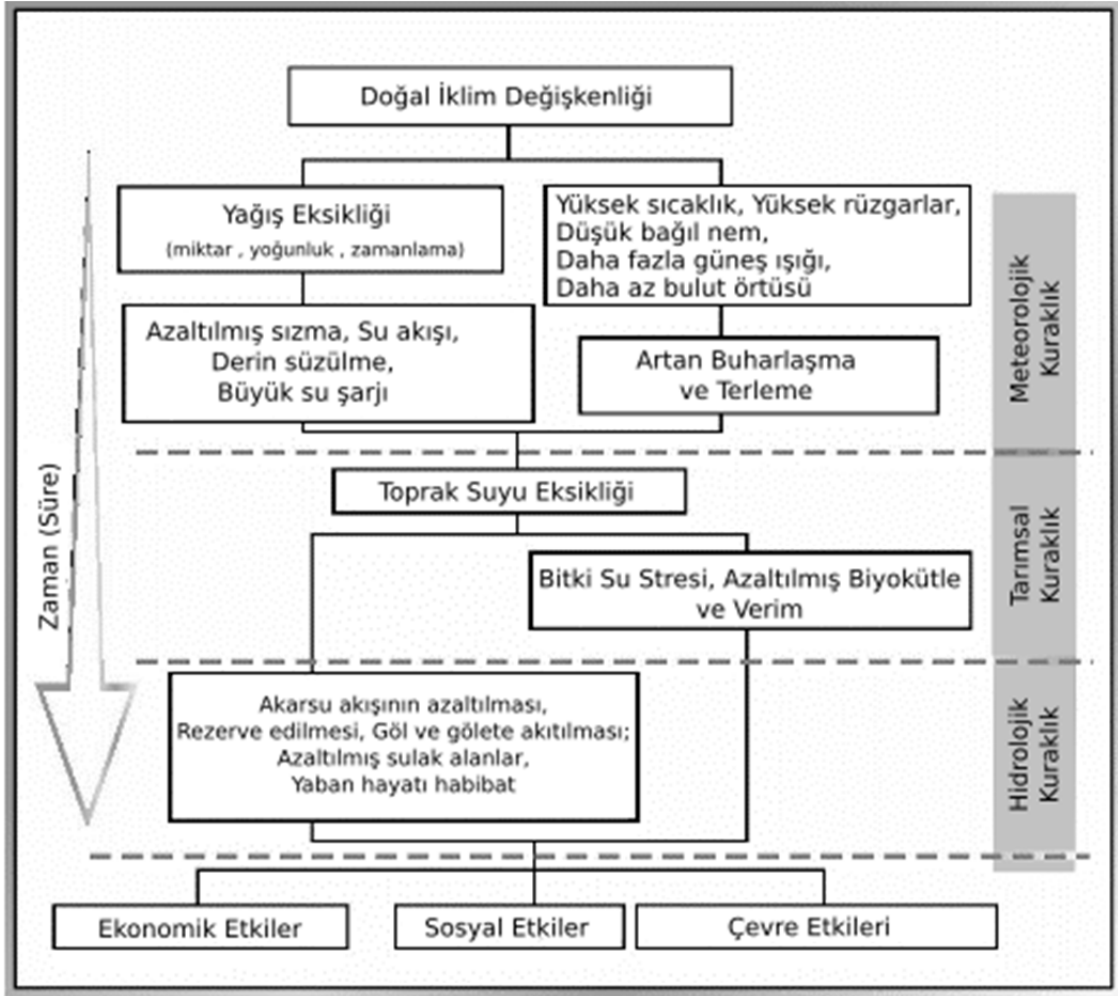 Doğal İklim Değişkenliği
Yağış Eksikliği
(miktar , yoğunluk , zamanlama)
Yüksek sıcaklık, Yüksek rüzgarlar,
Düşük bağıl nem,
Daha fazla güneş ışığı,
Daha az bulut örtüsü
Azaltılmış sızma, Su akışı,
Derin süzülme,
Büyük su şarjı
Artan Buharlaşma
ve Terleme
Meteorolojik
Kuraklık
Toprak Suyu Eksikliği
Bitki Su Stresi, Azaltılmış Biyokütle
ve Verim
Tarımsal
Kuraklık
Zaman (Süre)
Akarsu akışının azaltılması,
Rezerve edilmesi, Göl ve gölete akıtılması;
Azaltılmış sulak alanlar,
Yaban hayatı habibat
Hidrolojik
Kuraklık
Ekonomik Etkiler
Sosyal Etkiler
Çevre Etkileri